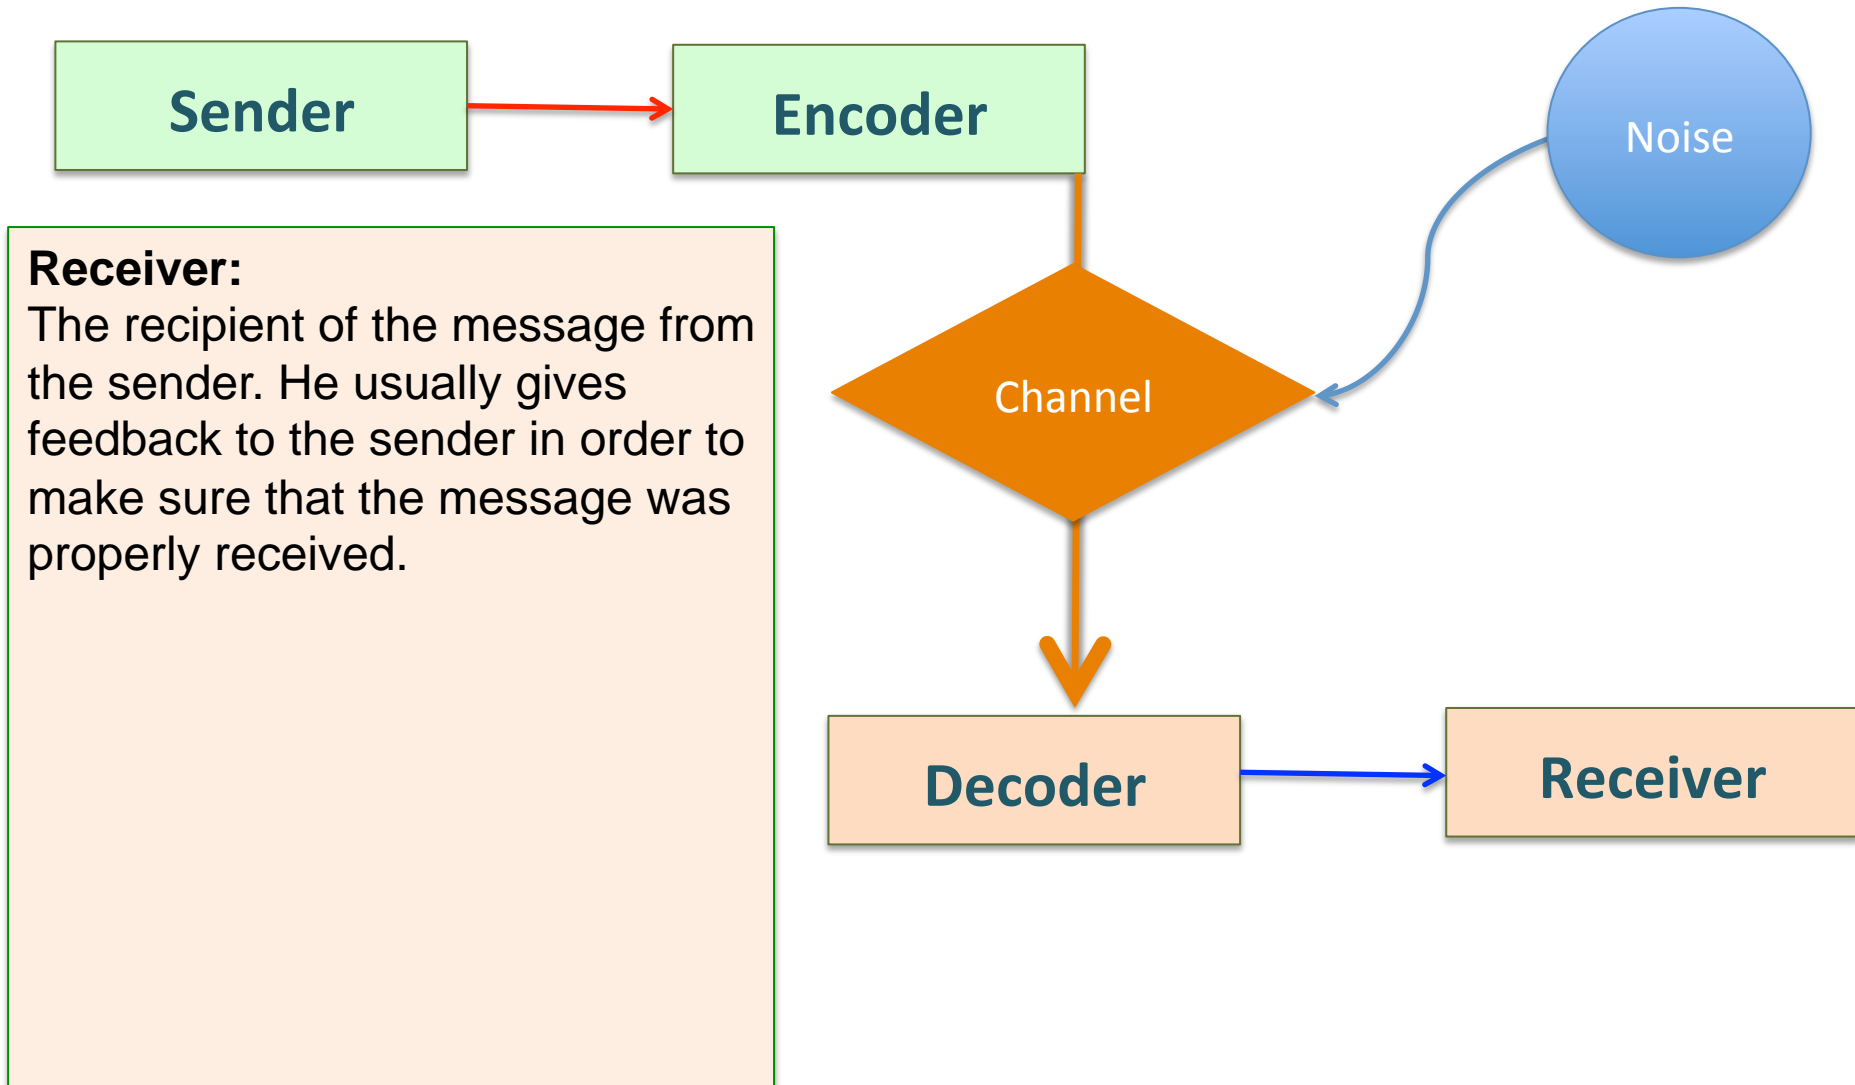 Sender
Encoder
Noise
Receiver:
The recipient of the message from
the sender. He usually gives
feedback to the sender in order to
make sure that the message was
properly received.
Channel
Decoder
Receiver